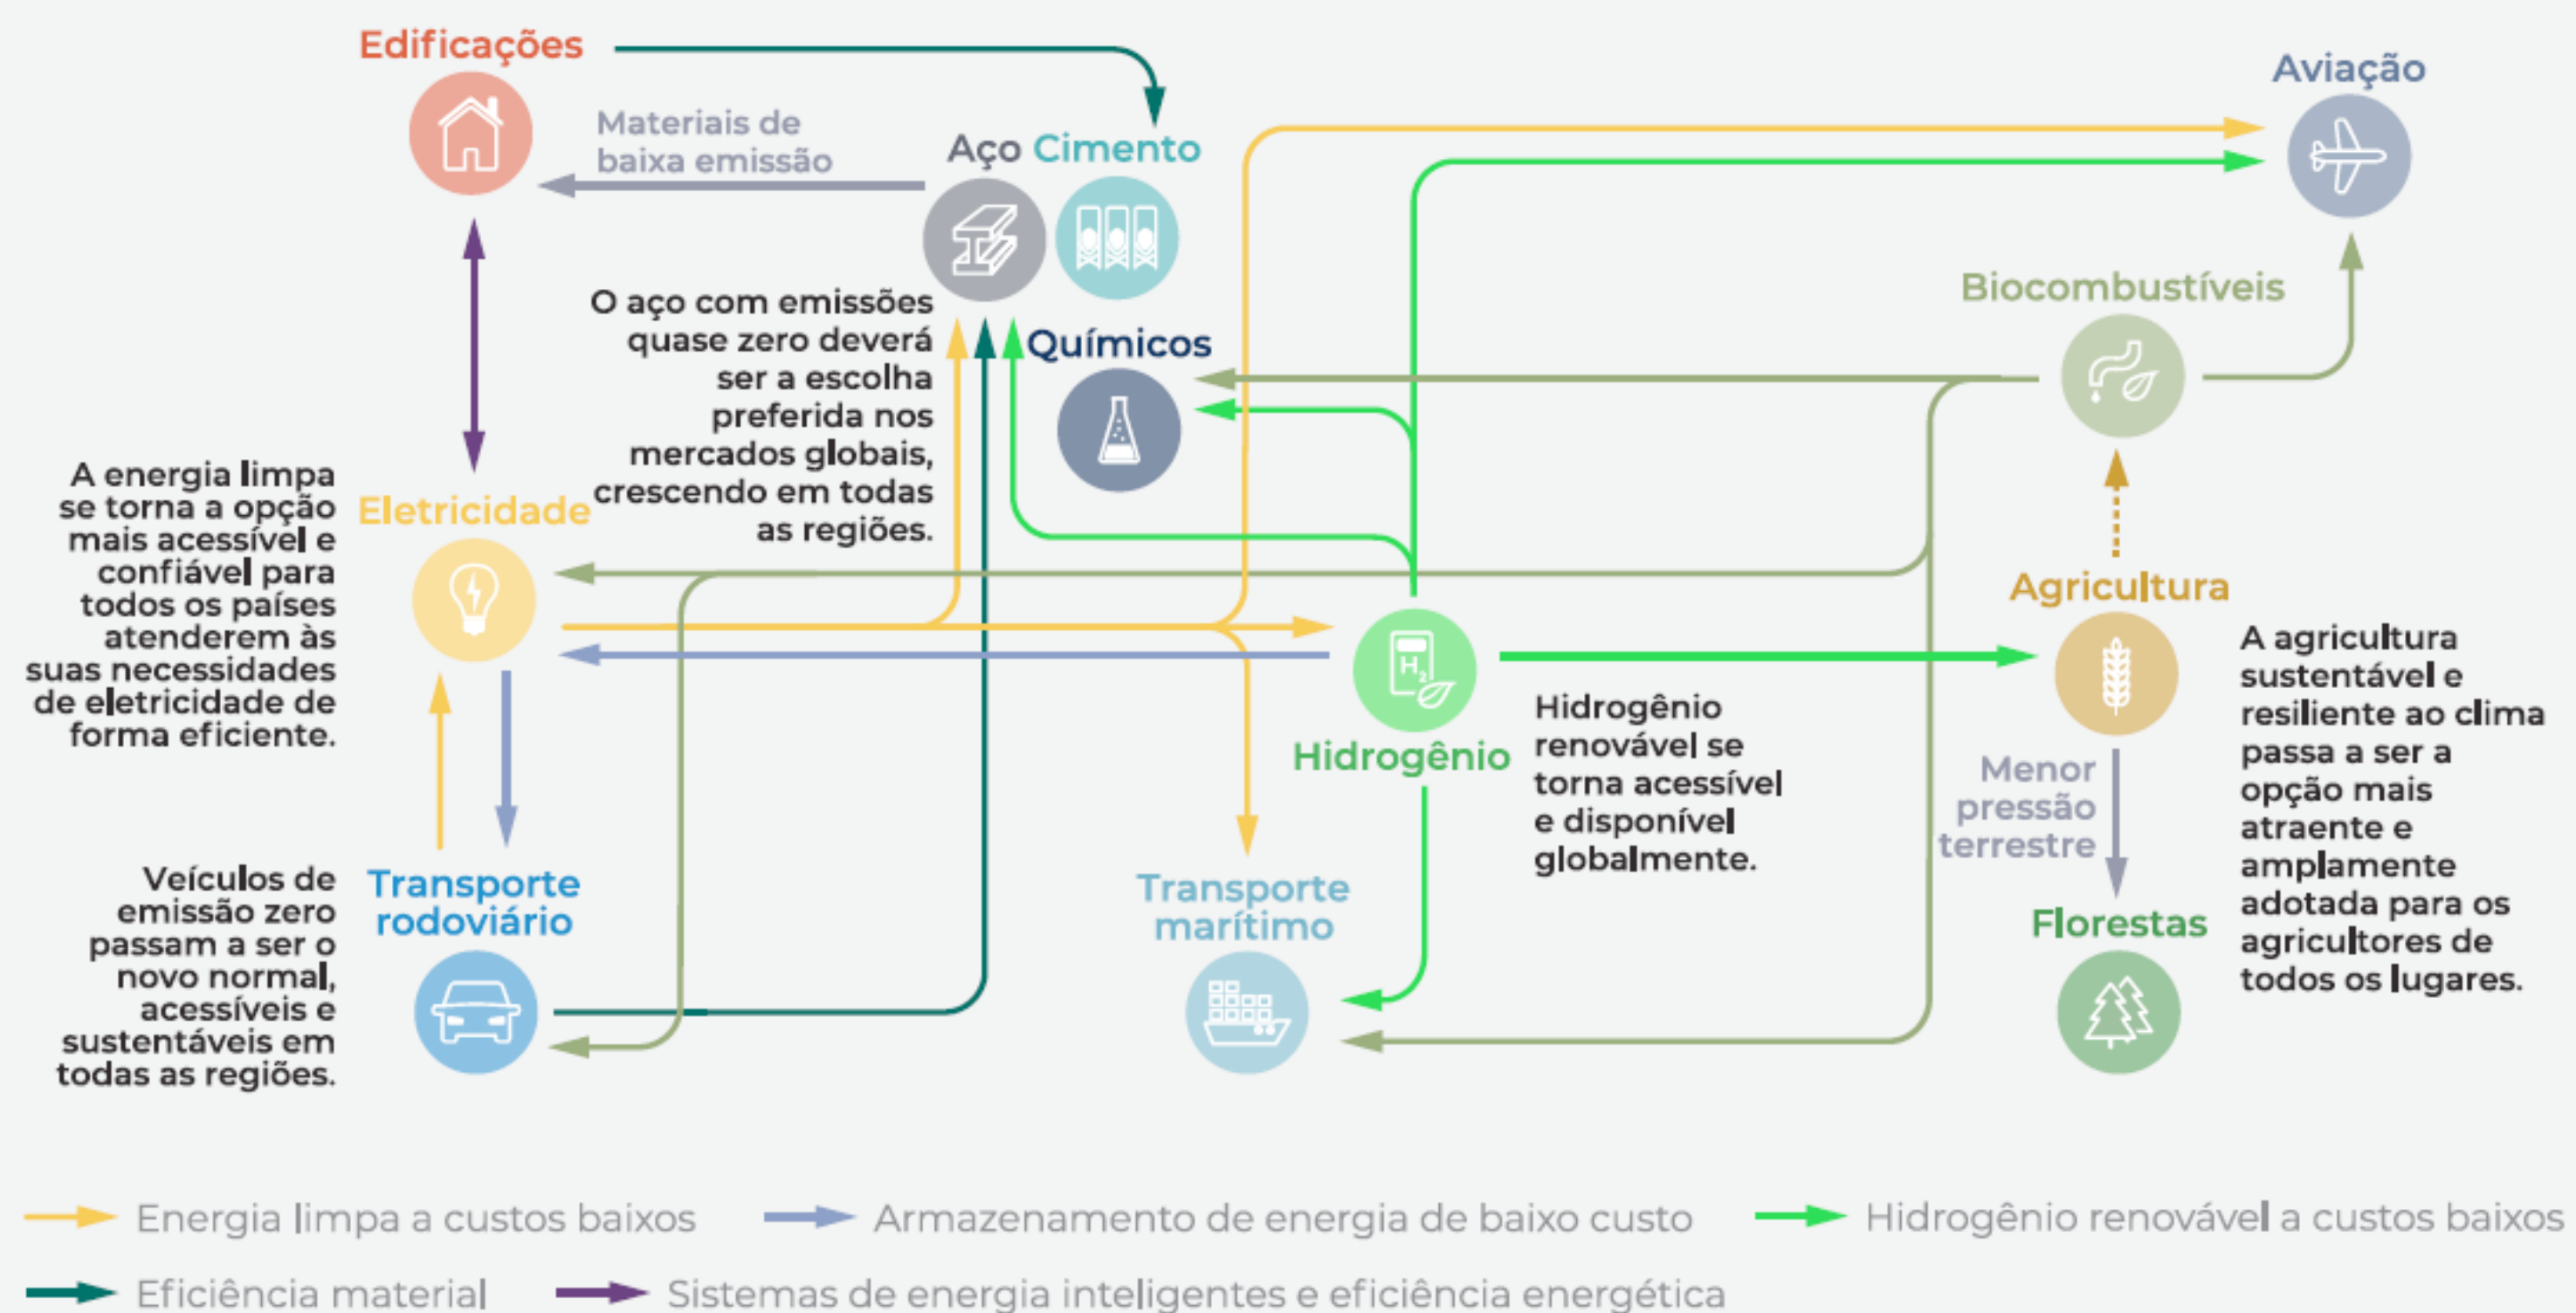 Edificações
Materiais de
baixa emissão
Aço
Cimento
Aviação
O aço com emissões
quase zero deverá
ser a escolha
preferida nos
mercados globais,
crescendo em todas
as regiões.
Químicos
Biocombustíveis
A energia limpa
se torna a opção
mais acessível e
confiável para
todos os países
atenderem às
suas necessidades
de eletricidade de
forma eficiente.
Eletricidade
H2
Hidrogênio
Hidrogênio
renovável se
torna acessível
e disponível
globalmente.
Agricultura
A agricultura
sustentável e
resiliente ao clima
passa a ser a
opção mais
atraente e
amplamente
adotada para os
agricultores de
todos os lugares.
Menor
pressão
terrestre
Veículos de
emissão zero
passam a ser o
novo normal,
acessíveis e
sustentáveis em
todas as regiões.
Transporte
rodoviário
Transporte
marítimo
Florestas
Energia limpa a custos baixos
Armazenamento de energia de baixo custo
Hidrogênio renovável a custos baixos
Eficiência material
Sistemas de energia inteligentes e eficiência energética